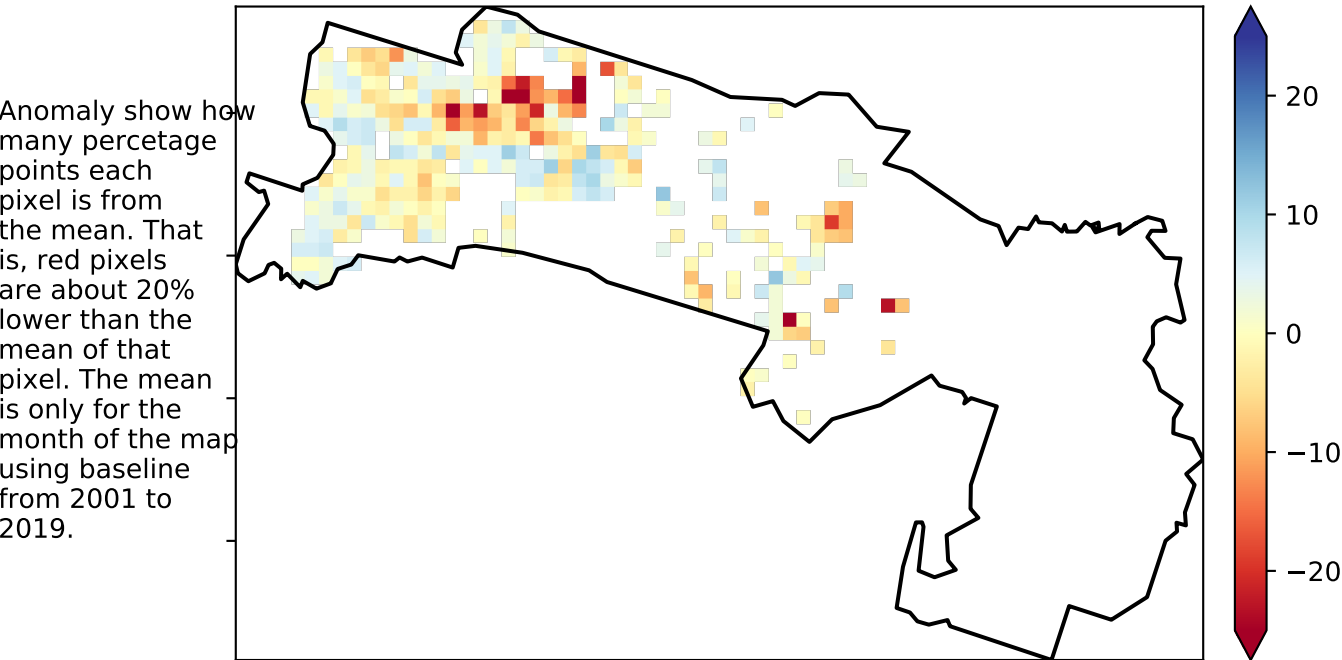 Anomaly show how
many percetage
points each
pixel is from
the mean. That
is, red pixels
are about 20%
lower than the
mean of that
pixel. The mean
is only for the
month of the map
using baseline
from 2001 to
2019.
20
10
0
−10
−20